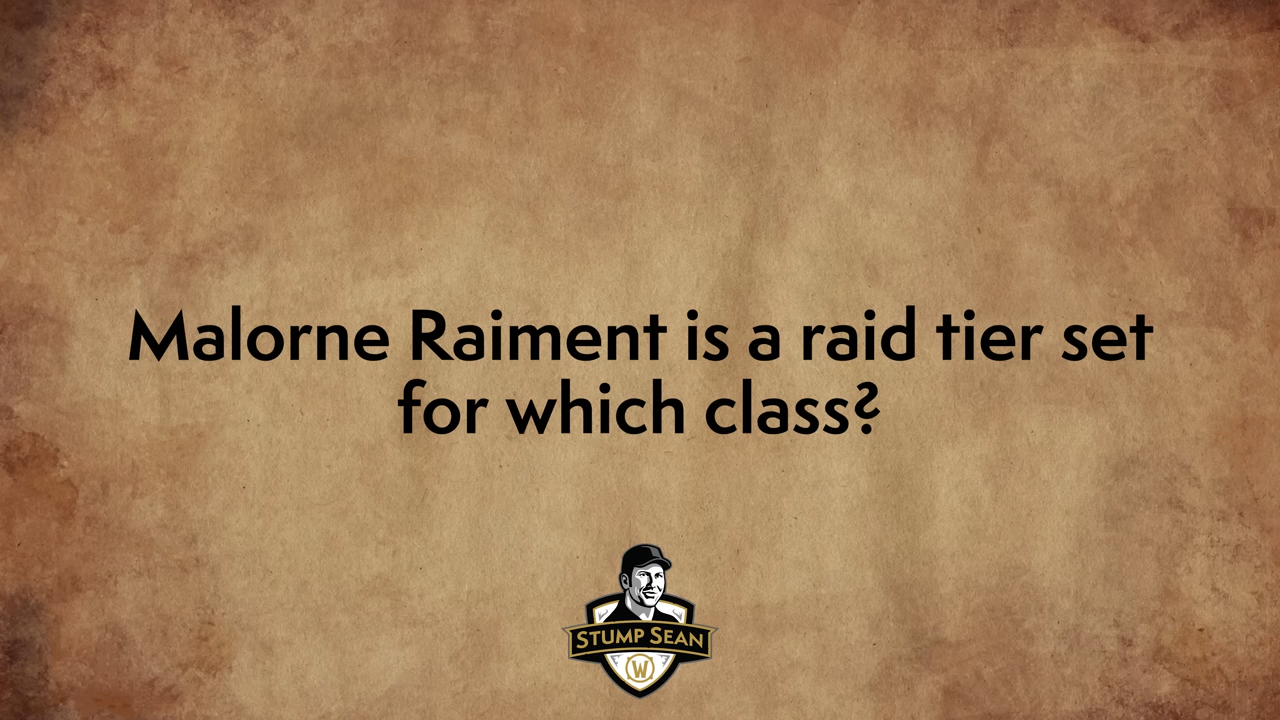 Malorne Raiment is a raid tier set
for which class?
STUMP SEAN
W